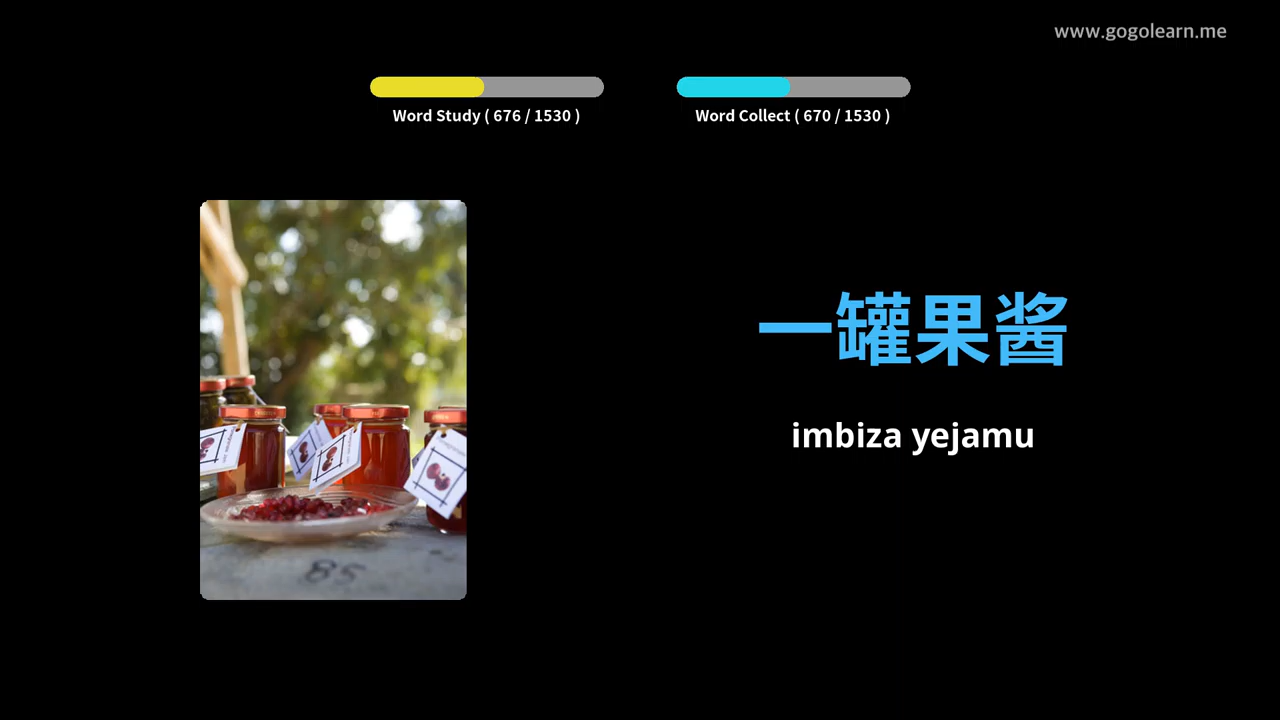 www.gogolearn.me
Word Study ( 676 / 1530 )
Word Collect ( 670 / 1530 )
一罐果酱
imbiza yejamu
85